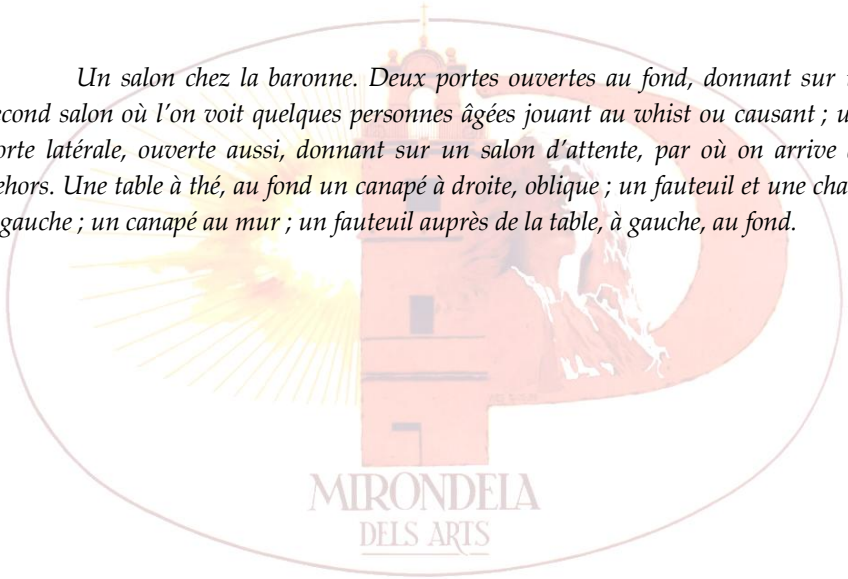 Un salon chez la baronne. Deux portes ouvertes au fond, donnant sur
second salon où l'on voit quelques personnes âgées jouant au whist ou causant ;
latérale, ouverte aussi, donnant sur un salon d'attente, par où on arrive
Une table à thé, au fond un canapé à droite, oblique ; un fauteuil et une
gauche ; un canapé au mur ; un fauteuil auprès de la table, à gauche, au fond.
MIRONDELA
DELS ARTS